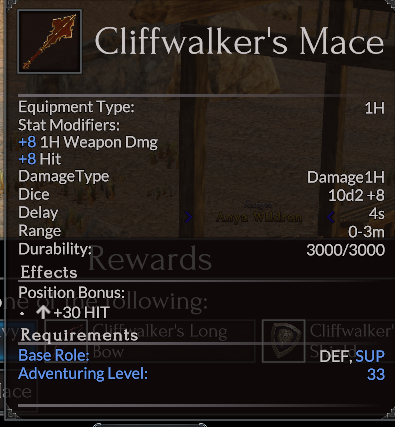 Cliffwalker's Mace
Equipment Type: 1H
Stat Modifiers:
+8 1H Weapon Dmg
+8 Hit
DamageType Damage1H
Dice 10d2 +8
Delay 4s
Range 0-3m
Durability: 3000/3000
Rewards
Effects
Position Bonus:
ne of the following:
• +30 HIT
Cliffwalker's Long
Bow
Cliffwalker'
Requirements
Base Role: DEF, SUP
Adventuring Level: 33